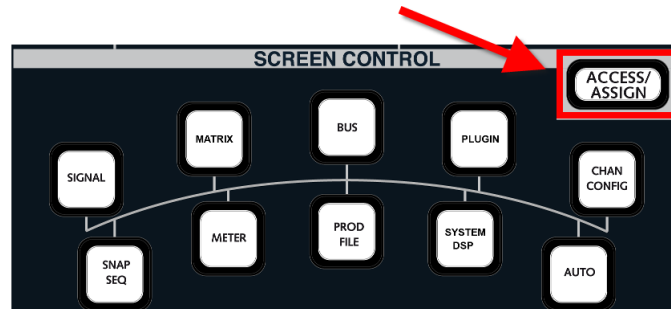 SCREEN CONTROL
ACCESS/
ASSIGN
BUS
MATRIX
PLUGIN
SIGNAL
CHAN
CONFIG
METER
PROD
FILE
SYSTEM
DSP
SNAP
SEQ
AUTO